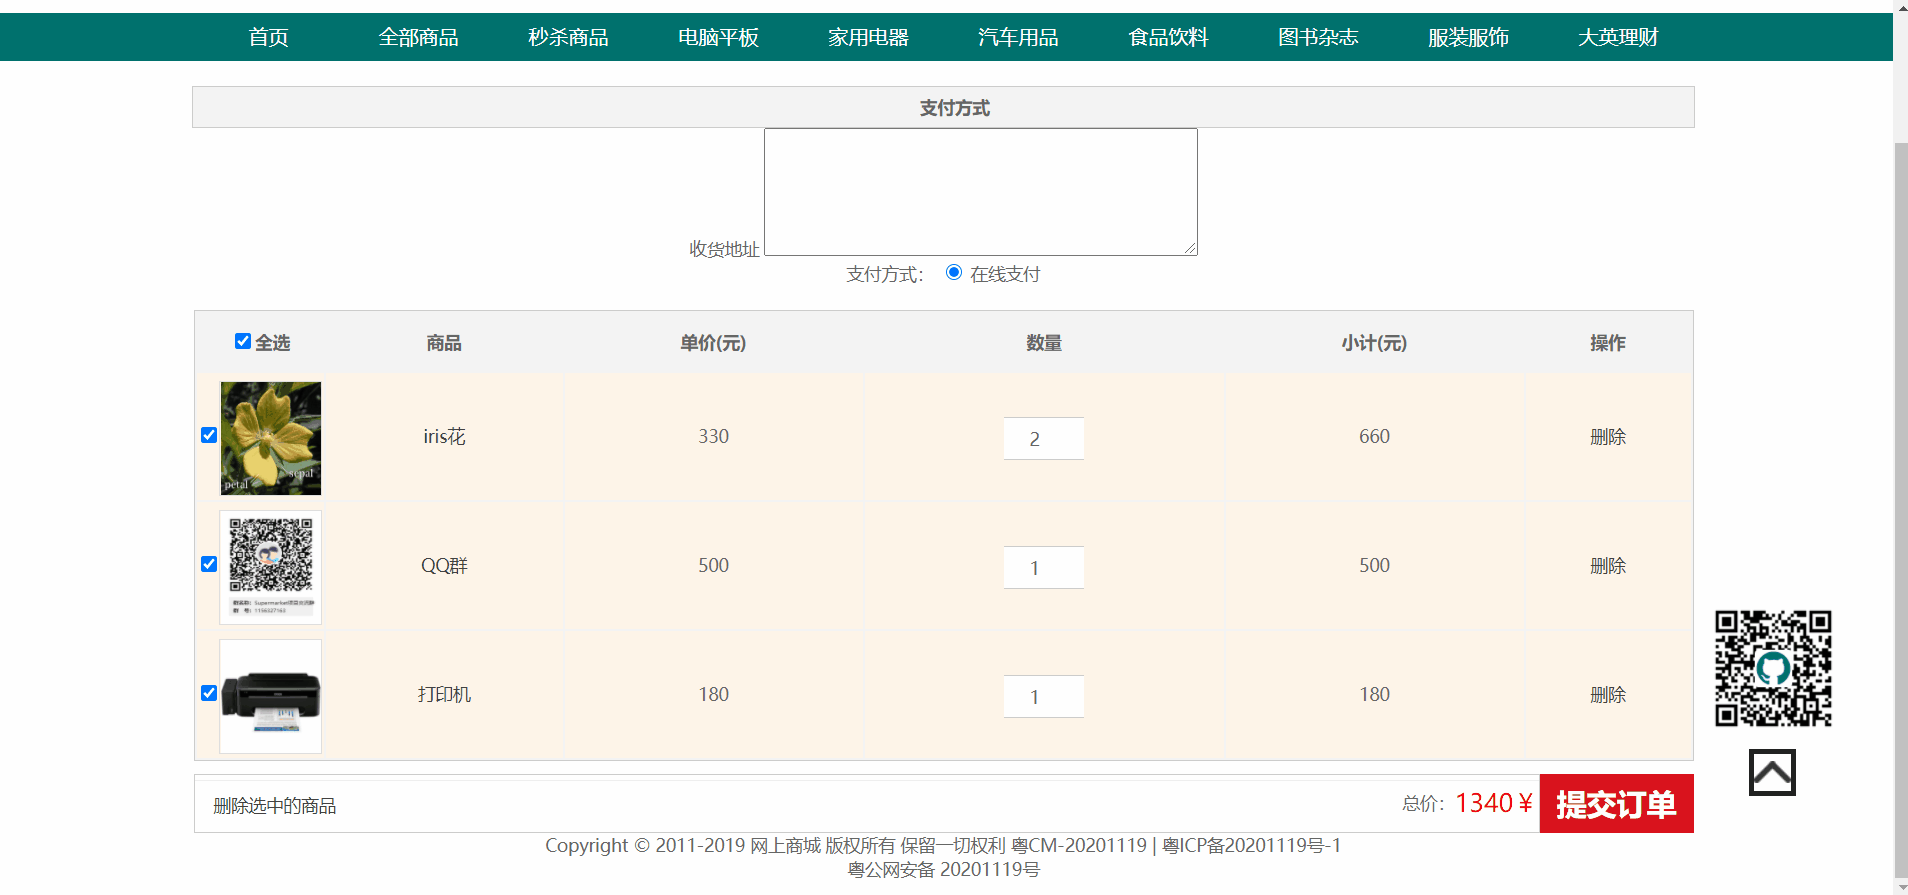 首页 全部商品 秒杀商品 电脑平板 家用电器 汽车用品 食品饮料 图书杂志 服装服饰 大英理财
支付方式
收货地址
支付方式： 在线支付
全选 商品 单价(元) 数量 小计(元) 操作
petal sepal
iris花 330 2 660 删除
QQ群 500 1 500 删除
打印机 180 1 180 删除
删除选中的商品 总价：1340¥ 提交订单
Copyright © 2011-2019 网上商城 版权所有 保留一切权利 粤CM-20201119 | 粤ICP备20201119号-1
粤公网安备 20201119号